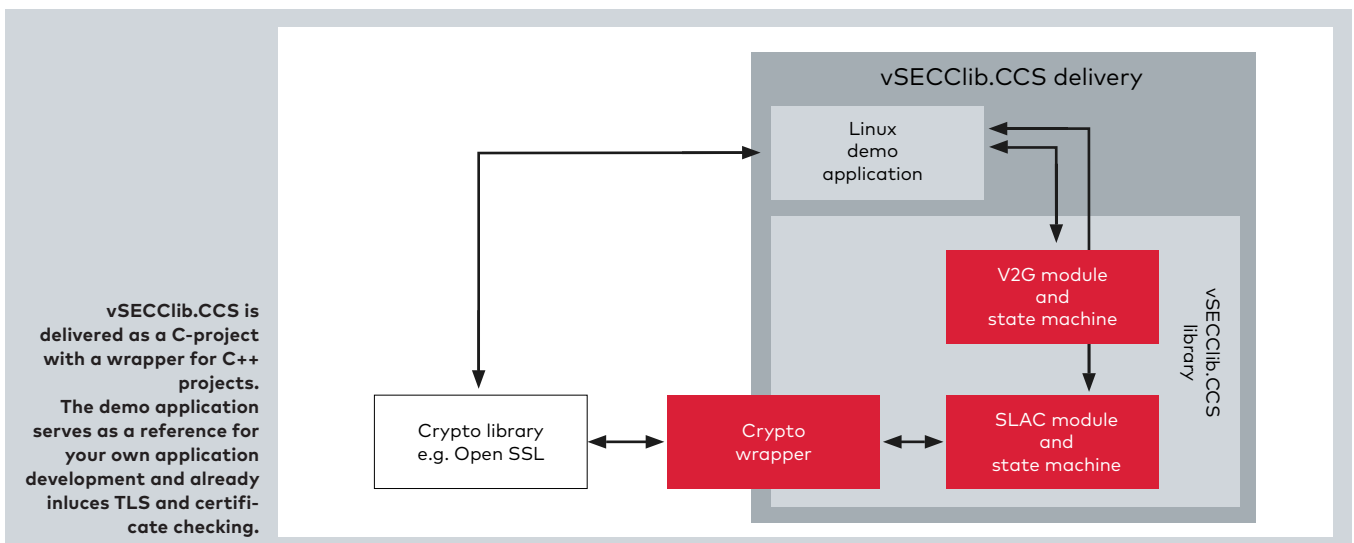 vSECClib.CCS delivery
Linux
demo
application
V2G module
and
state machine
vSECClib.CCS
library
vSECClib.CCS is
delivered as a C-project
with a wrapper for C++
projects.
The demo application
serves as a reference for
your own application
development and already
inluces TLS and certifi-
cate checking.
Crypto library
e.g. Open SSL
Crypto
wrapper
SLAC module
and
state machine